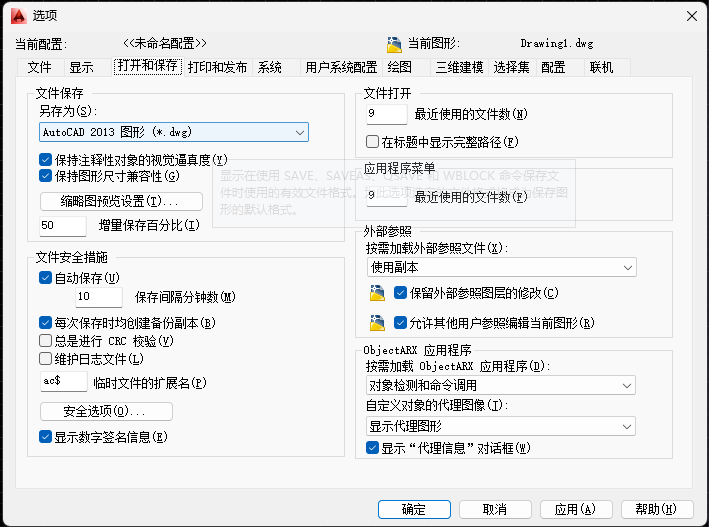 选项
当前配置: <<未命名配置>> 当前图形: Drawing1.dwg
文件 显示 打开和保存 打印和发布 系统 用户系统配置 绘图 三维建模 选择集 配置 联机
文件保存
另存为(S):
AutoCAD 2013 图形 (*.dwg)
保持注释性对象的视觉逼真度(Y)
保持图形尺寸兼容性(G)
缩略图预览设置(T)...
50 增量保存百分比(I)
显示在使用 SAVE、SAVEAS、QSAVE 和 WBLOCK 命令保存文
件时使用的有效文件格式。
保存图
形的默认格式。
文件安全措施
自动保存(U)
10 保存间隔分钟数(M)
每次保存时均创建备份副本(B)
总是进行 CRC 校验(V)
维护日志文件(L)
ac$ 临时文件的扩展名(P)
安全选项(O)...
显示数字签名信息(E)
文件打开
9 最近使用的文件数(N)
在标题中显示完整路径(F)
应用程序菜单
9 最近使用的文件数(F)
外部参照
按需加载外部参照文件(X):
使用副本
保留外部参照图层的修改(C)
允许其他用户参照编辑当前图形(R)
ObjectARX 应用程序
按需加载 ObjectARX 应用程序(D):
对象检测和命令调用
自定义对象的代理图像(J):
显示代理图形
显示“代理信息”对话框(W)
确定 取消 应用(A) 帮助(H)